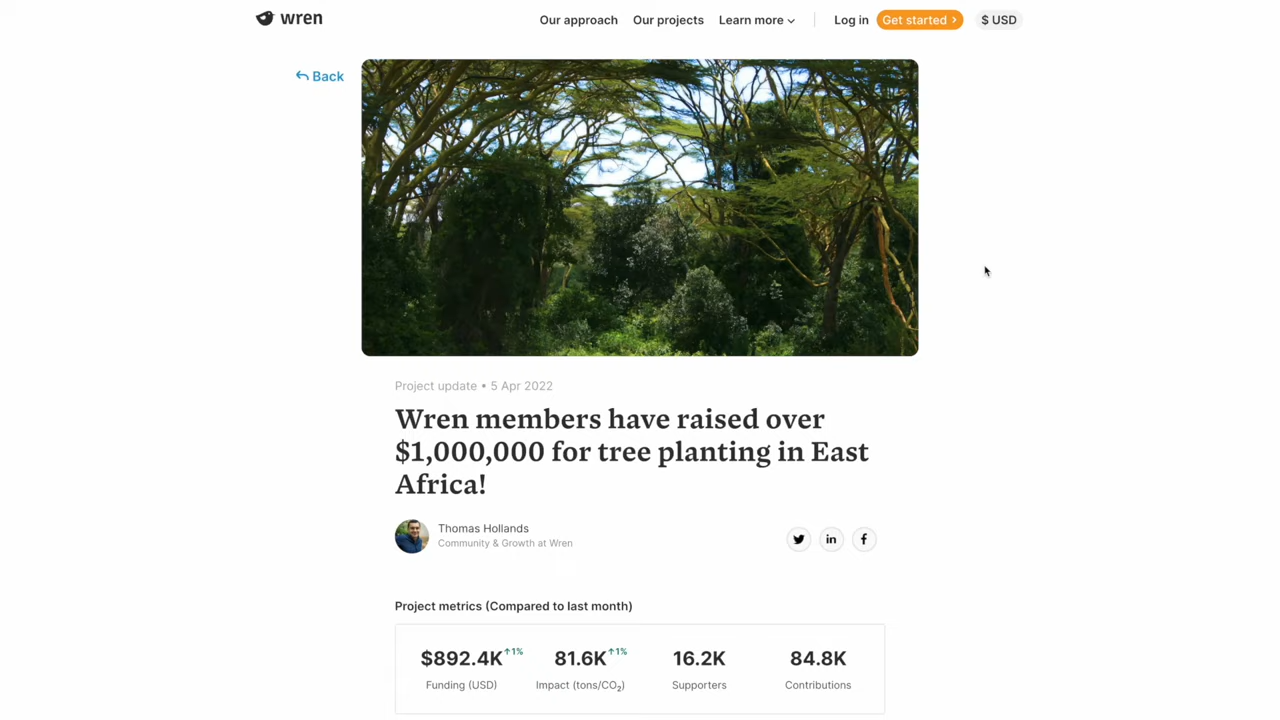 wren
Our approach
Our projects
Learn more
Log in
Get started
$ USD
Back
Project update • 5 Apr 2022
Wren members have raised over
$1,000,000 for tree planting in East
Africa!
Thomas Hollands
Community & Growth at Wren
Project metrics (Compared to last month)
$892.4K ↑1%
Funding (USD)
81.6K ↑1%
Impact (tons/CO₂)
16.2K
Supporters
84.8K
Contributions